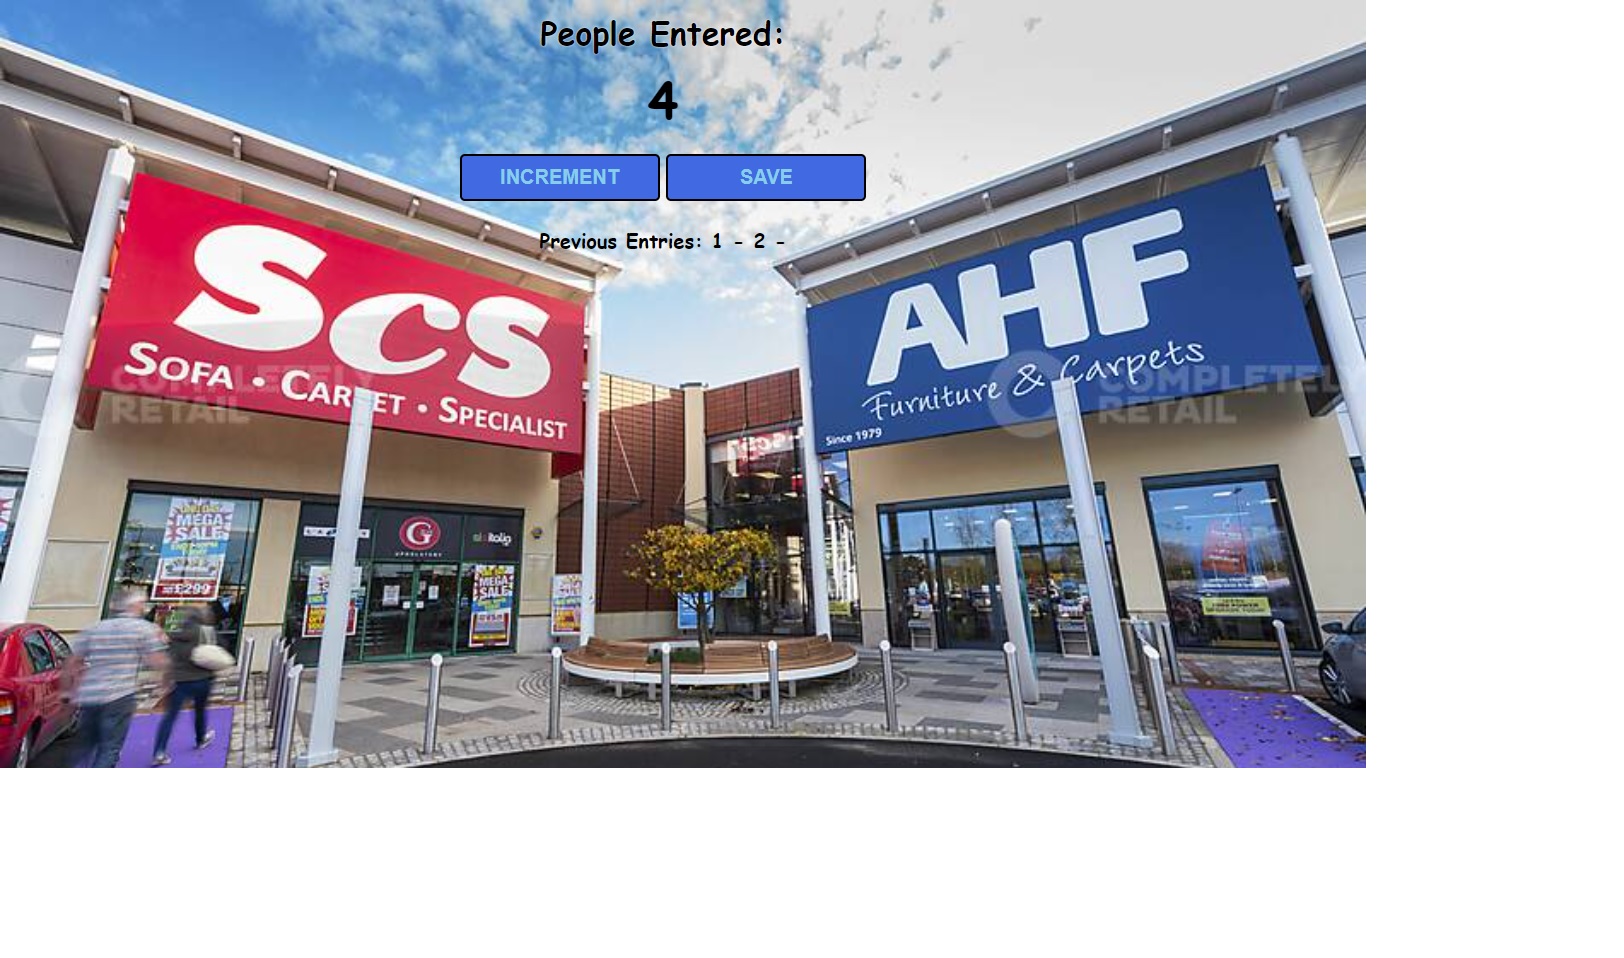 People Entered:
4
INCREMENT
SAVE
Previous Entries: 1 - 2 -
ScS
SOFA • CARPET • SPECIALIST
AHF
Furniture & Carpets
Since 1979
COMPLETELY
RETAIL
COMPLETELY
RETAIL
MEGA
SALE
£299
G
UPHOLSTERY
MEGA
SALE